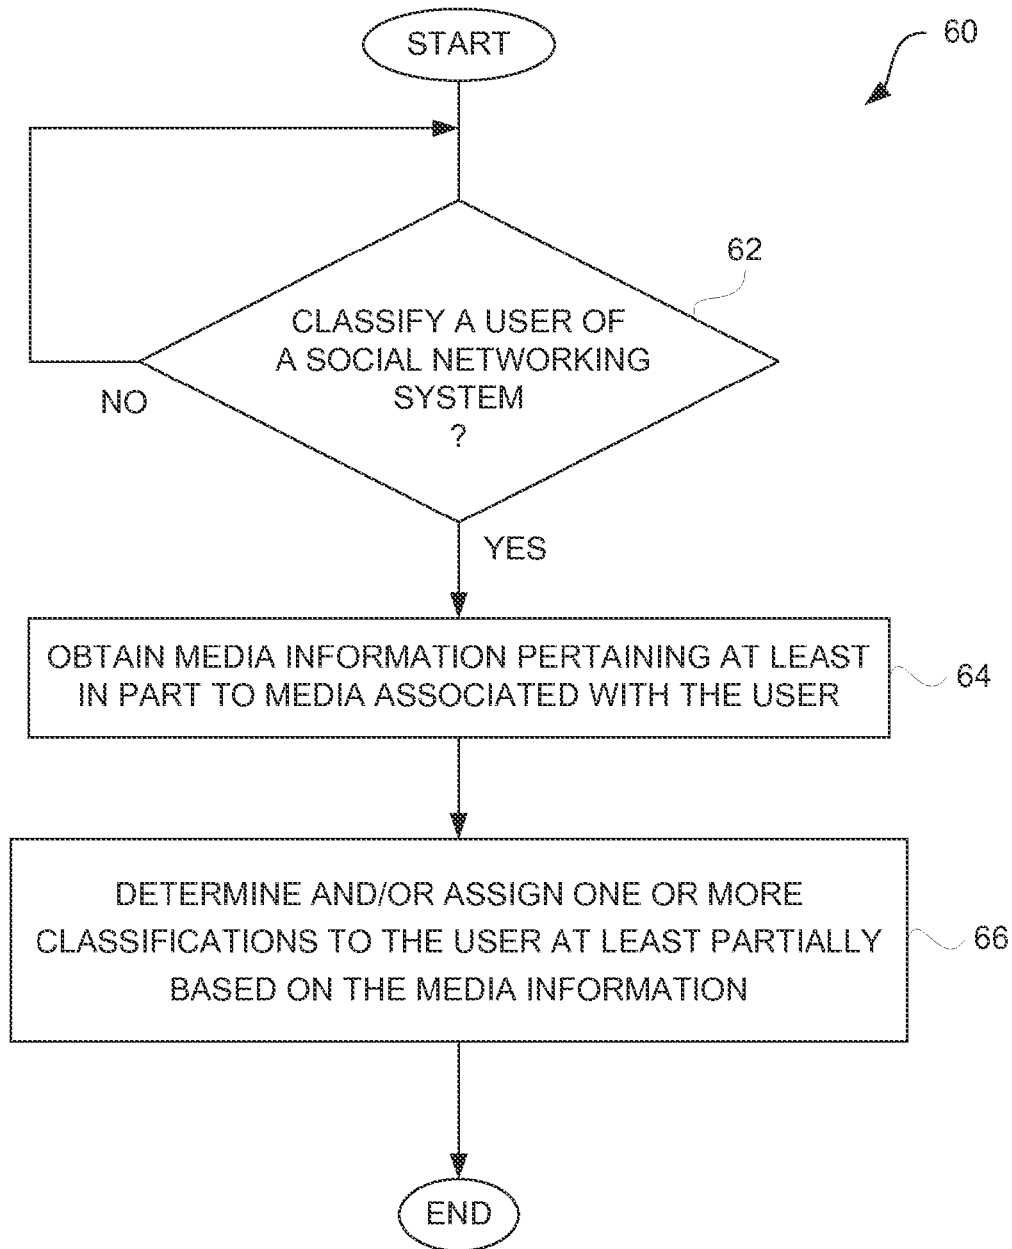 START
60
62
CLASSIFY A USER OF
A SOCIAL NETWORKING
SYSTEM
?
NO
YES
OBTAIN MEDIA INFORMATION PERTAINING AT LEAST
IN PART TO MEDIA ASSOCIATED WITH THE USER
64
DETERMINE AND/OR ASSIGN ONE OR MORE
CLASSIFICATIONS TO THE USER AT LEAST PARTIALLY
BASED ON THE MEDIA INFORMATION
66
END